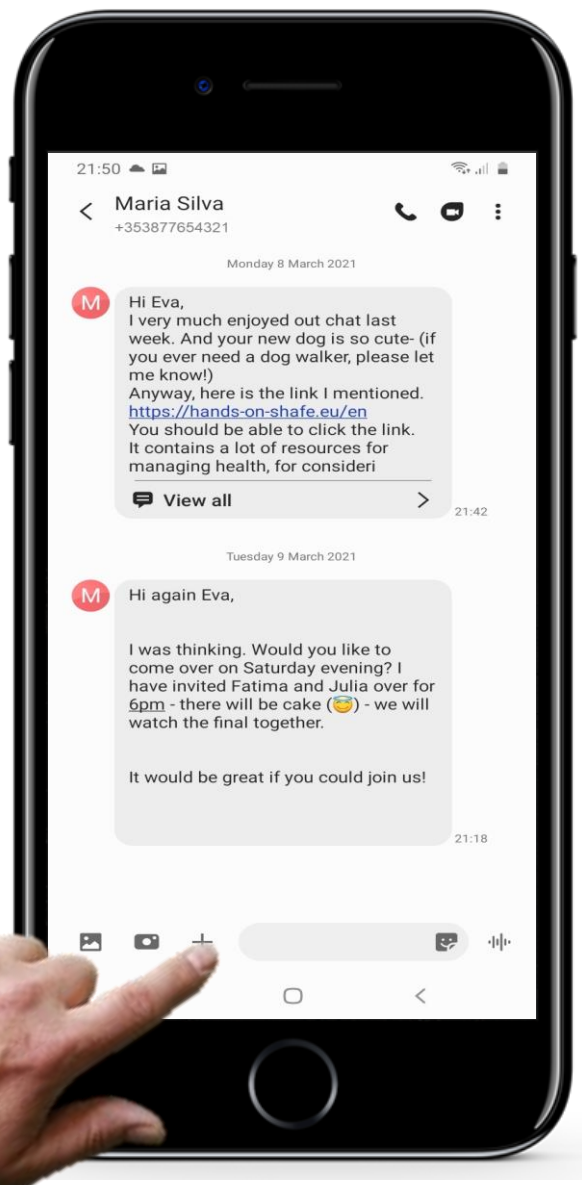 21:50
Maria Silva
+353877654321
Monday 8 March 2021
M
Hi Eva,
I very much enjoyed out chat last
week. And your new dog is so cute- (if
you ever need a dog walker, please let
me know!)
Anyway, here is the link I mentioned.
https://hands-on-shafe.eu/en
You should be able to click the link.
It contains a lot of resources for
managing health, for consideri
View all
21:42
Tuesday 9 March 2021
M
Hi again Eva,
I was thinking. Would you like to
come over on Saturday evening? I
have invited Fatima and Julia over for
6pm - there will be cake (😇) - we will
watch the final together.
It would be great if you could join us!
21:18